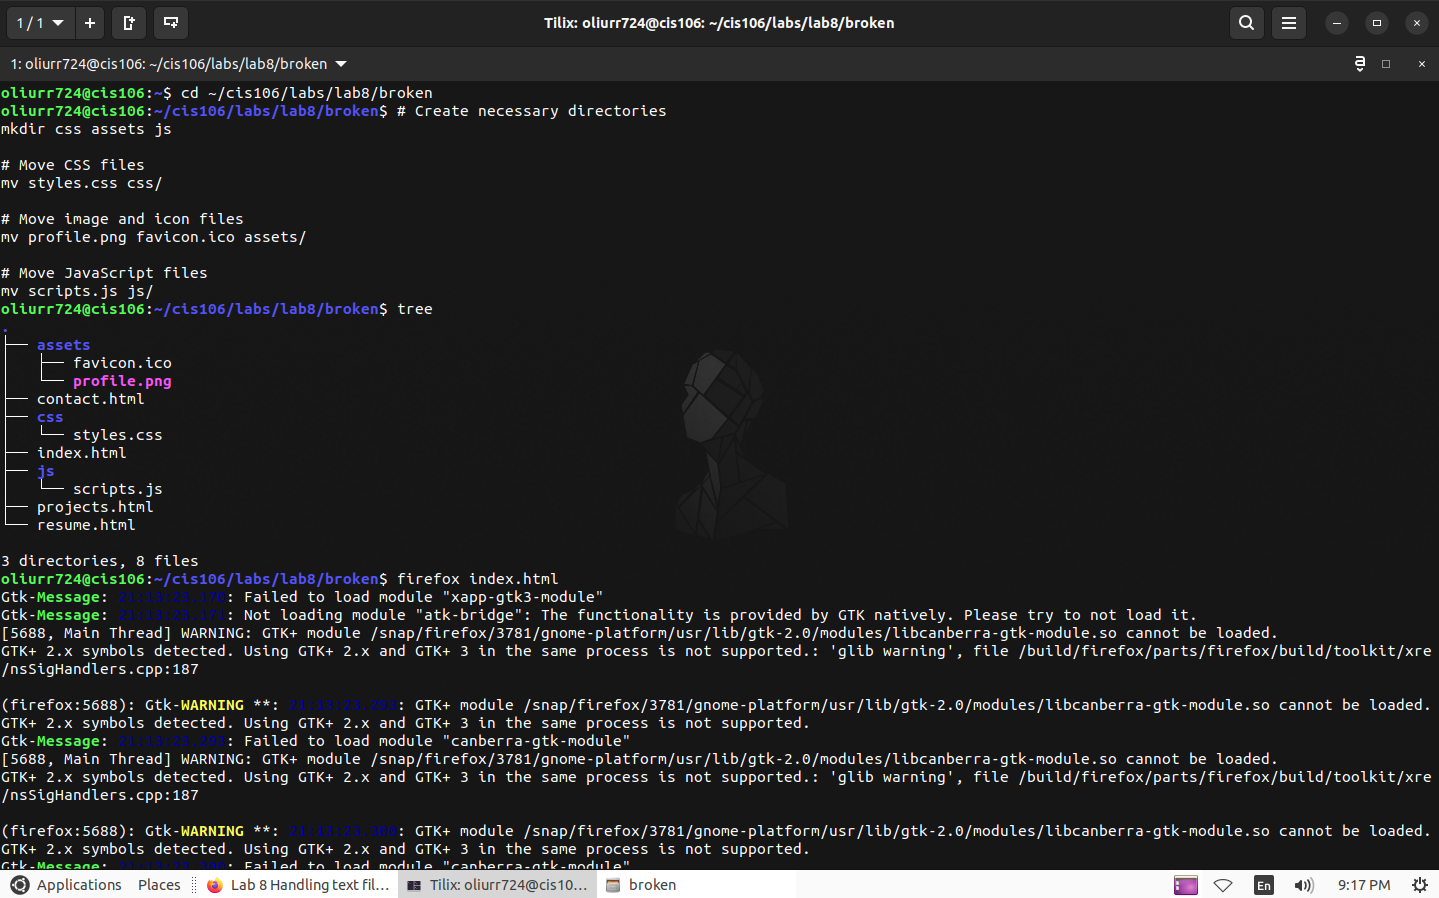 1 / 1
Tilix: oliurr724@cis106: ~/cis106/labs/lab8/broken
1: oliurr724@cis106: ~/cis106/labs/lab8/broken
oliurr724@cis106:~$ cd ~/cis106/labs/lab8/broken
oliurr724@cis106:~/cis106/labs/lab8/broken$ # Create necessary directories
mkdir css assets js
# Move CSS files
mv styles.css css/
# Move image and icon files
mv profile.png favicon.ico assets/
# Move JavaScript files
mv scripts.js js/
oliurr724@cis106:~/cis106/labs/lab8/broken$ tree
.
├── assets
│   ├── favicon.ico
│   └── profile.png
├── contact.html
├── css
│   └── styles.css
├── index.html
├── js
│   └── scripts.js
├── projects.html
└── resume.html
3 directories, 8 files
oliurr724@cis106:~/cis106/labs/lab8/broken$ firefox index.html
Gtk-Message: : Failed to load module "xapp-gtk3-module"
Gtk-Message: : Not loading module "atk-bridge": The functionality is provided by GTK natively. Please try to not load it.
[5688, Main Thread] WARNING: GTK+ module /snap/firefox/3781/gnome-platform/usr/lib/gtk-2.0/modules/libcanberra-gtk-module.so cannot be loaded.
GTK+ 2.x symbols detected. Using GTK+ 2.x and GTK+ 3 in the same process is not supported.: 'glib warning', file /build/firefox/parts/firefox/build/toolkit/xre
/nsSigHandlers.cpp:187
(firefox:5688): Gtk-WARNING **: : GTK+ module /snap/firefox/3781/gnome-platform/usr/lib/gtk-2.0/modules/libcanberra-gtk-module.so cannot be loaded.
GTK+ 2.x symbols detected. Using GTK+ 2.x and GTK+ 3 in the same process is not supported.
Gtk-Message: : Failed to load module "canberra-gtk-module"
[5688, Main Thread] WARNING: GTK+ module /snap/firefox/3781/gnome-platform/usr/lib/gtk-2.0/modules/libcanberra-gtk-module.so cannot be loaded.
GTK+ 2.x symbols detected. Using GTK+ 2.x and GTK+ 3 in the same process is not supported.: 'glib warning', file /build/firefox/parts/firefox/build/toolkit/xre
/nsSigHandlers.cpp:187
(firefox:5688): Gtk-WARNING **: : GTK+ module /snap/firefox/3781/gnome-platform/usr/lib/gtk-2.0/modules/libcanberra-gtk-module.so cannot be loaded.
GTK+ 2.x symbols detected. Using GTK+ 2.x and GTK+ 3 in the same process is not supported.
Gtk-Message: : Failed to load module "canberra-gtk-module"
Applications Places Lab 8 Handling text fil... Tilix: oliurr724@cis10... broken En 9:17 PM